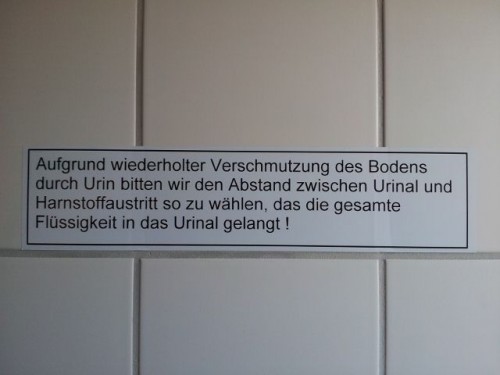 Aufgrund wiederholter Verschmutzung des Bodens
durch Urin bitten wir den Abstand zwischen Urinal und
Harnstoffaustritt so zu wählen, das die gesamte
Flüssigkeit in das Urinal gelangt !